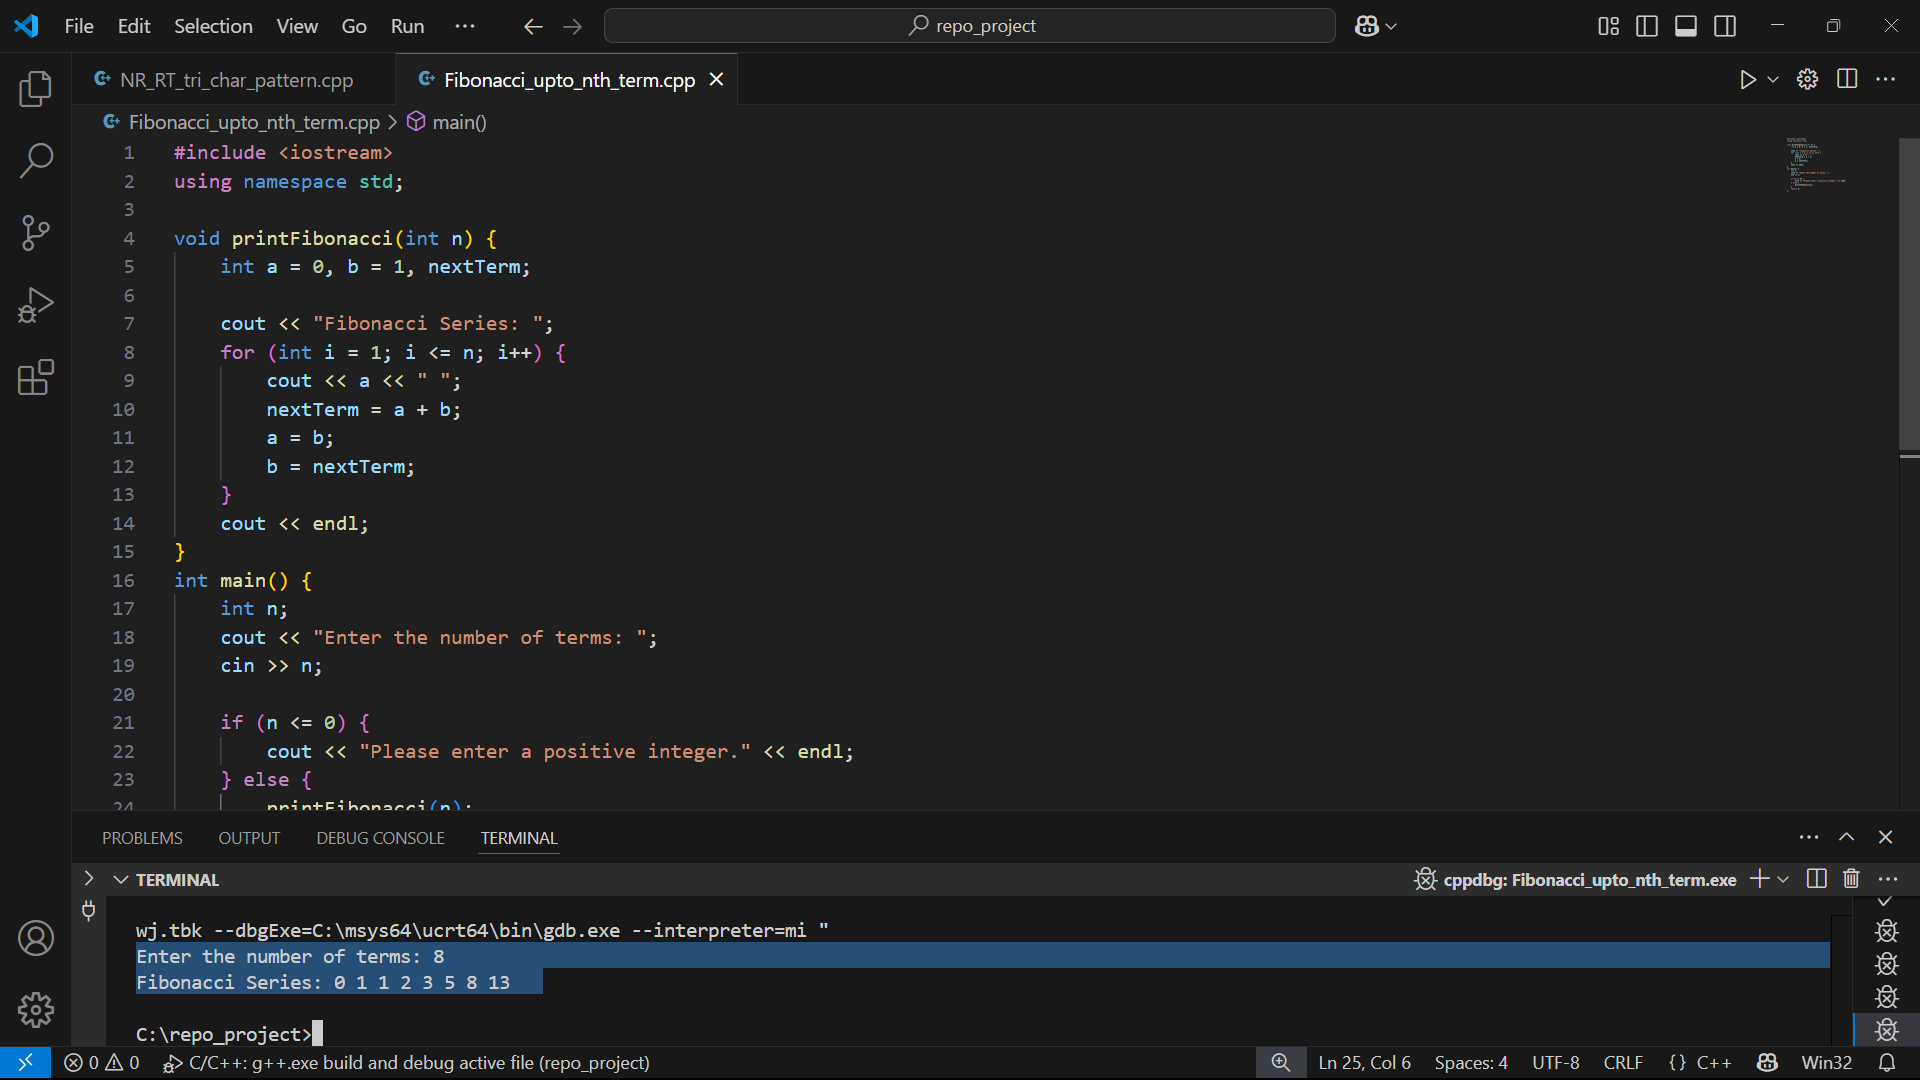 File Edit Selection View Go Run ··· repo_project
NR_RT_tri_char_pattern.cpp Fibonacci_upto_nth_term.cpp
Fibonacci_upto_nth_term.cpp > main()
1 #include <iostream>
2 using namespace std;
3
4 void printFibonacci(int n) {
5 int a = 0, b = 1, nextTerm;
6
7 cout << "Fibonacci Series: ";
8 for (int i = 1; i <= n; i++) {
9 cout << a << " ";
10 nextTerm = a + b;
11 a = b;
12 b = nextTerm;
13 }
14 cout << endl;
15 }
16 int main() {
17 int n;
18 cout << "Enter the number of terms: ";
19 cin >> n;
20
21 if (n <= 0) {
22 cout << "Please enter a positive integer." << endl;
23 } else {
24 printFibonacci(n);
PROBLEMS OUTPUT DEBUG CONSOLE TERMINAL
TERMINAL cppdbg: Fibonacci_upto_nth_term.exe
wj.tbk --dbgExe=C:\msys64\ucrt64\bin\gdb.exe --interpreter=mi "
Enter the number of terms: 8
Fibonacci Series: 0 1 1 2 3 5 8 13
C:\repo_project>
0 0 C/C++: g++.exe build and debug active file (repo_project) Ln 25, Col 6 Spaces: 4 UTF-8 CRLF {} C++ Win32